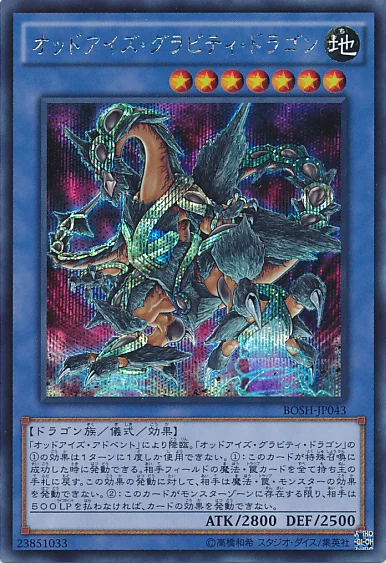 オッドアイズ・グラビティ・ドラゴン
地
BOSH-JP043
【ドラゴン族/儀式/効果】
「オッドアイズ・アドベント」により降臨。「オッドアイズ・グラビティ・ドラゴン」の
①の効果は1ターンに1度しか使用できない。①:このカードが特殊召喚に
成功した時に発動できる。相手フィールドの魔法・罠カードを全て持ち主の
手札に戻す。この効果の発動に対して、相手は魔法・罠・モンスターの効果
を発動できない。②:このカードがモンスターゾーンに存在する限り、相手は
500LPを払わなければ、カードの効果を発動できない。
ATK/2800 DEF/2500
23851033
©高橋和希 スタジオ・ダイス/集英社